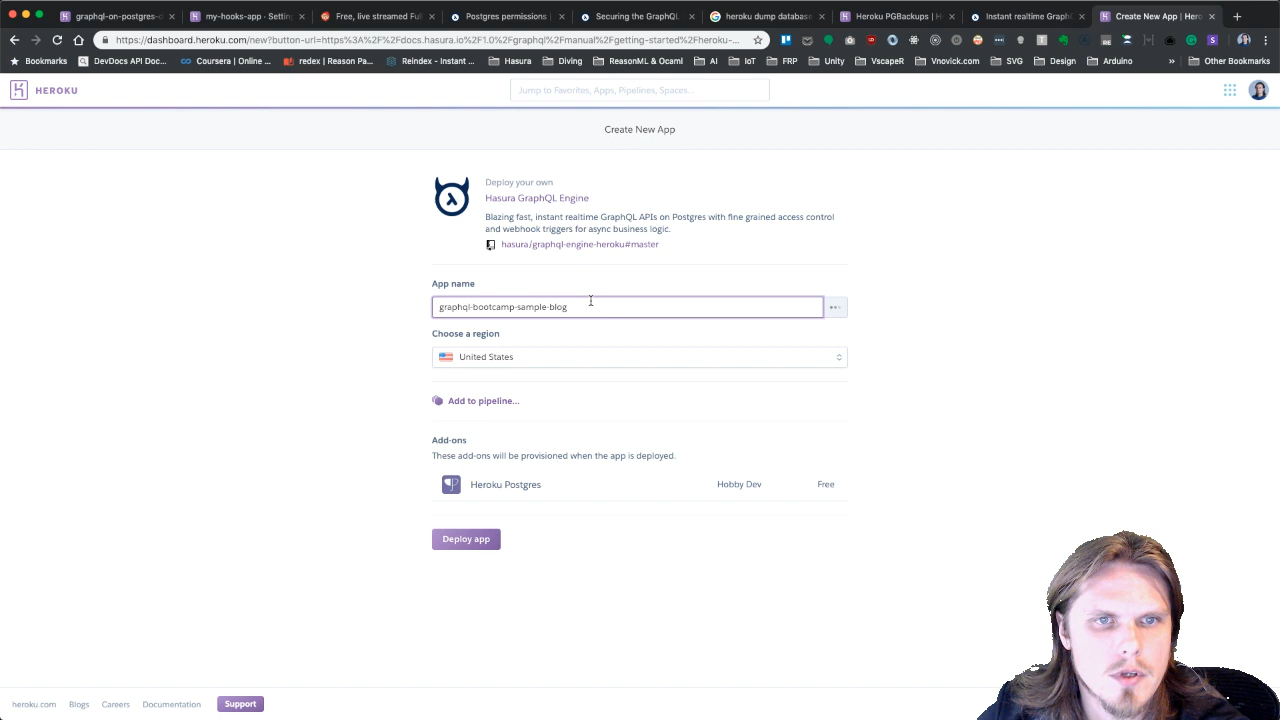 graphql-on-postgres-d
my-hooks-app · Setting
Free, live streamed Full
Postgres permissions |
Securing the GraphQL
heroku dump database
Heroku PGBackups | H
Instant realtime GraphC
Create New App | Hero
https://dashboard.heroku.com/new?button-url=https%3A%2F%2Fdocs.hasura.io%2F1.0%2Fgraphql%2Fmanual%2Fgetting-started%2Fheroku-...
Bookmarks
DevDocs API Doc...
Coursera | Online ...
redex | Reason Pa...
Reindex - Instant ...
Hasura
Diving
ReasonML & Ocaml
AI
IoT
FRP
Unity
VscapeR
Vnovick.com
SVG
Design
Arduino
»
Other Bookmarks
HEROKU
Jump to Favorites, Apps, Pipelines, Spaces...
Create New App
Deploy your own
Hasura GraphQL Engine
Blazing fast, instant realtime GraphQL APIs on Postgres with fine grained access control
and webhook triggers for async business logic.
hasura/graphql-engine-heroku#master
App name
graphql-bootcamp-sample-blog
Choose a region
United States
Add to pipeline...
Add-ons
These add-ons will be provisioned when the app is deployed.
Heroku Postgres
Hobby Dev
Free
Deploy app
heroku.com
Blogs
Careers
Documentation
Support